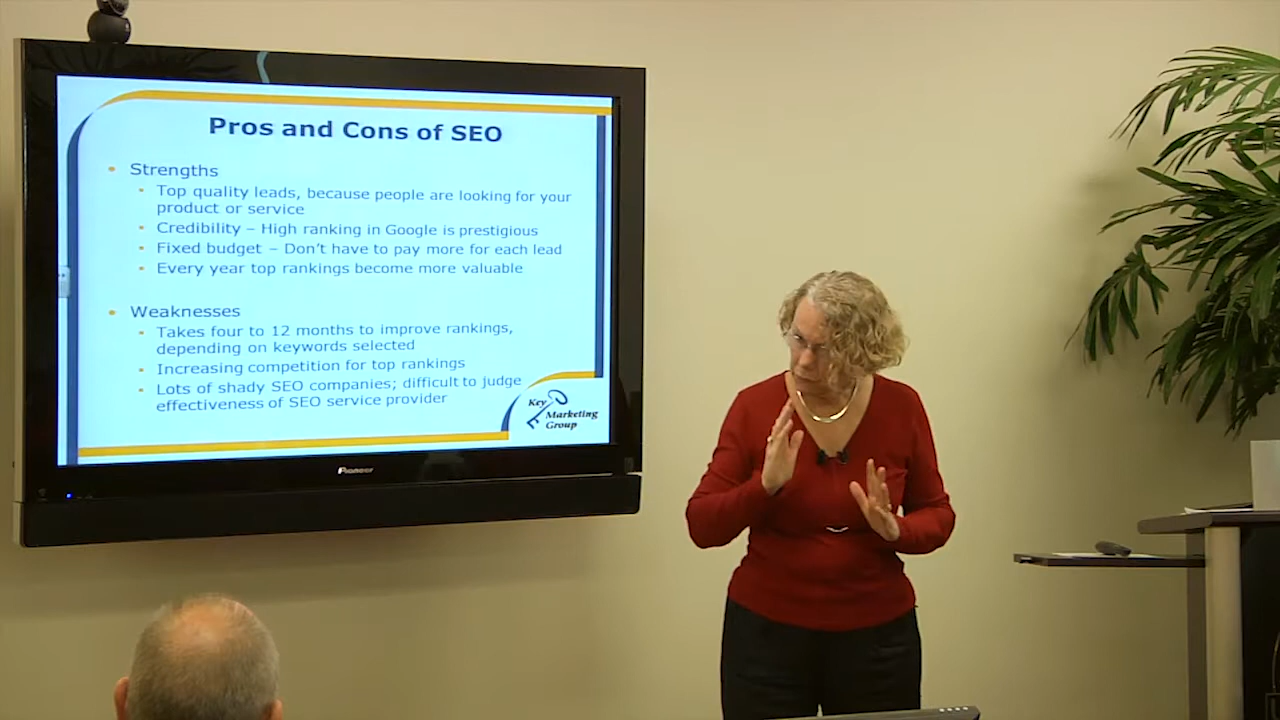 Pros and Cons of SEO
• Strengths
• Top quality leads, because people are looking for your
product or service
• Credibility – High ranking in Google is prestigious
• Fixed budget – Don't have to pay more for each lead
• Every year top rankings become more valuable
• Weaknesses
• Takes four to 12 months to improve rankings,
depending on keywords selected
• Increasing competition for top rankings
• Lots of shady SEO companies; difficult to judge
effectiveness of SEO service provider
Key
Marketing
Group
Pioneer